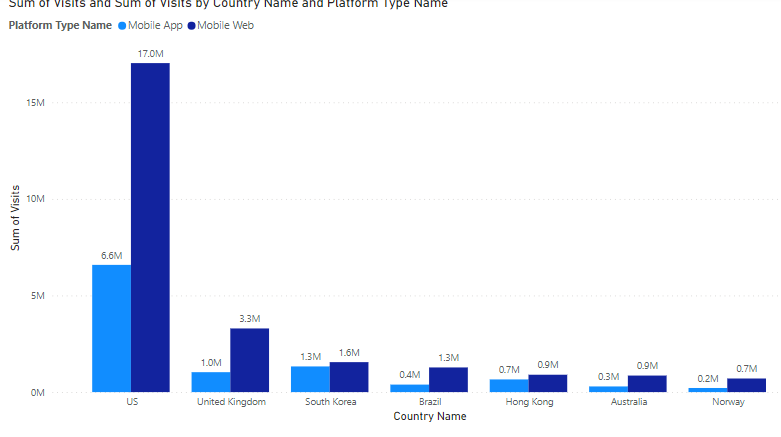 Sum of Visits and Sum of Visits by Country Name and Platform Type Name
Platform Type Name Mobile App Mobile Web
17.0M
15M
10M
6.6M
5M
3.3M
1.0M
1.3M 1.6M
0.4M 1.3M
0.7M 0.9M
0.3M 0.9M
0.2M 0.7M
0M
Sum of Visits
US United Kingdom South Korea Brazil Hong Kong Australia Norway
Country Name